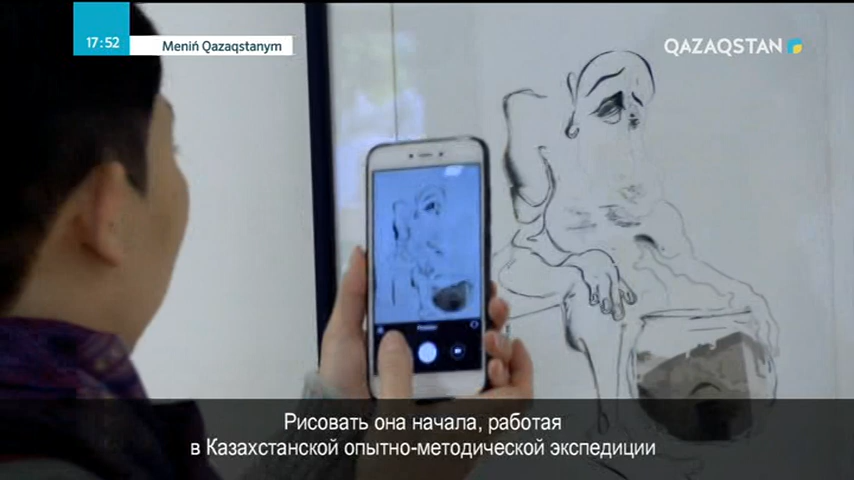 17:52
Meniń Qazaqstanym
QAZAQSTAN
Рисовать она начала, работая
в Казахстанской опытно-методической экспедиции